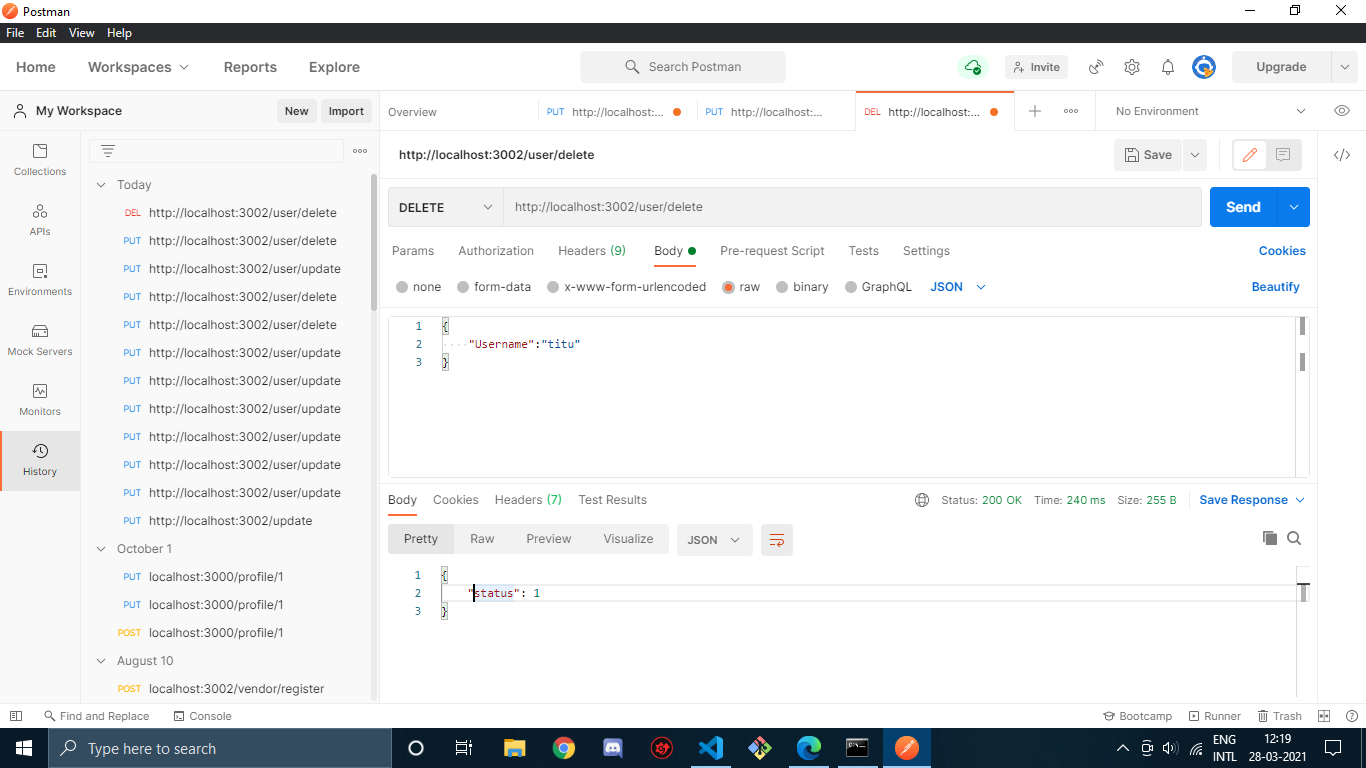 Postman
File Edit View Help
Home Workspaces Reports Explore Search Postman Invite Upgrade
My Workspace New Import
Overview PUT http://localhost:... PUT http://localhost:... DEL http://localhost:... No Environment
http://localhost:3002/user/delete Save
DELETE http://localhost:3002/user/delete Send
Params Authorization Headers (9) Body Pre-request Script Tests Settings Cookies
none form-data x-www-form-urlencoded raw binary GraphQL JSON Beautify
1 {
2 "Username":"titu"
3 }
Collections
APIs
Environments
Mock Servers
Monitors
History
Today
DEL http://localhost:3002/user/delete
PUT http://localhost:3002/user/delete
PUT http://localhost:3002/user/update
PUT http://localhost:3002/user/delete
PUT http://localhost:3002/user/delete
PUT http://localhost:3002/user/update
PUT http://localhost:3002/user/update
PUT http://localhost:3002/user/update
PUT http://localhost:3002/user/update
PUT http://localhost:3002/user/update
PUT http://localhost:3002/user/update
PUT http://localhost:3002/update
October 1
PUT localhost:3000/profile/1
PUT localhost:3000/profile/1
POST localhost:3000/profile/1
August 10
POST localhost:3002/vendor/register
Body Cookies Headers (7) Test Results Status: 200 OK Time: 240 ms Size: 255 B Save Response
Pretty Raw Preview Visualize JSON
1 {
2 "status": 1
3 }
Find and Replace Console Bootcamp Runner Trash
Type here to search
ENG 12:19
INTL 28-03-2021